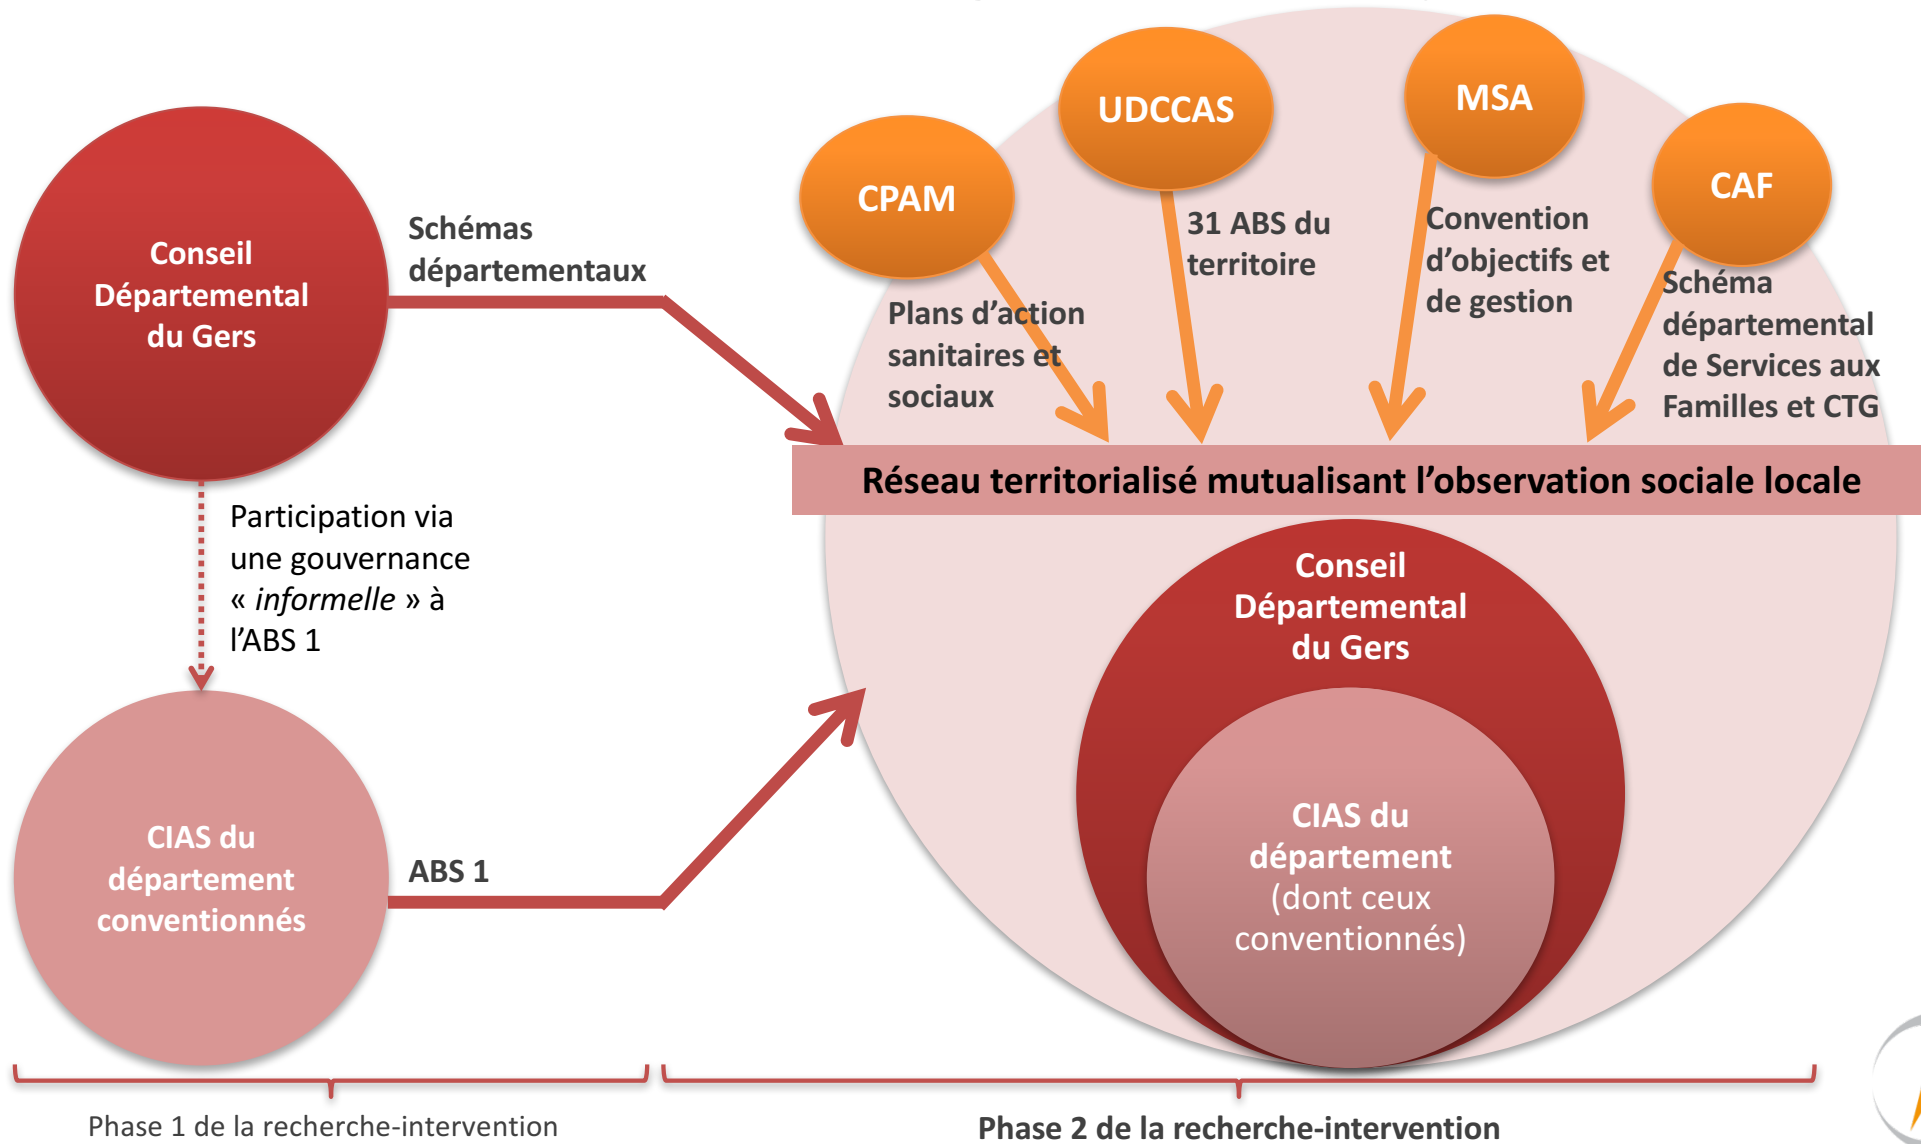 Conseil
Départemental
du Gers
Schémas
départementaux
Participation via
une gouvernance
« informelle » à
l’ABS 1
CIAS du
département
conventionnés
ABS 1
CPAM
UDCCAS
MSA
CAF
Plans d’action
sanitaires et
sociaux
31 ABS du
territoire
Convention
d’objectifs et
de gestion
Schéma
départemental
de Services aux
Familles et CTG
Réseau territorialisé mutualisant l’observation sociale locale
Conseil
Départemental
du Gers
CIAS du
département
(dont ceux
conventionnés)
Phase 1 de la recherche-intervention
Phase 2 de la recherche-intervention